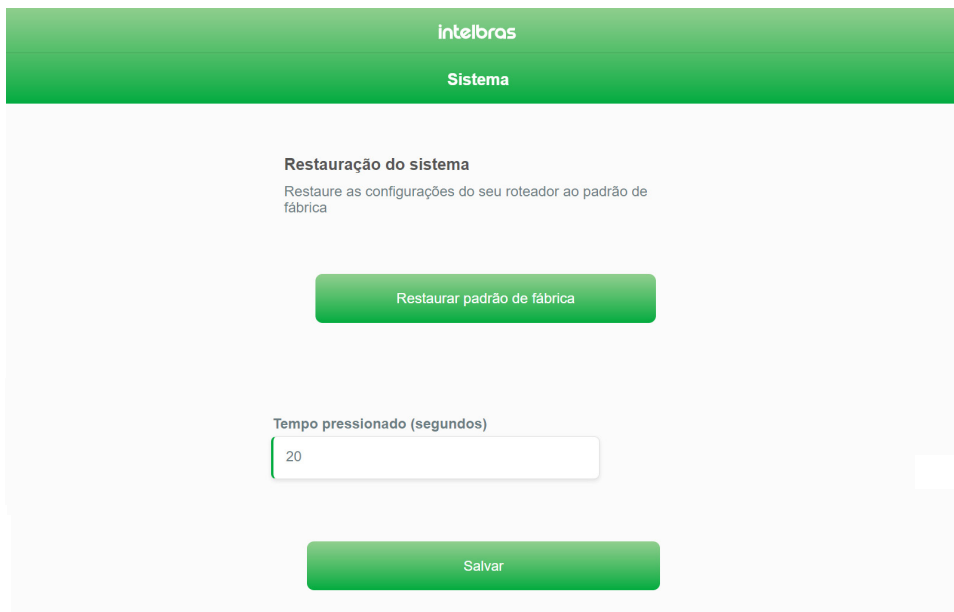 intelbras
Sistema
Restauração do sistema
Restaure as configurações do seu roteador ao padrão de
fábrica
Restaurar padrão de fábrica
Tempo pressionado (segundos)
20
Salvar